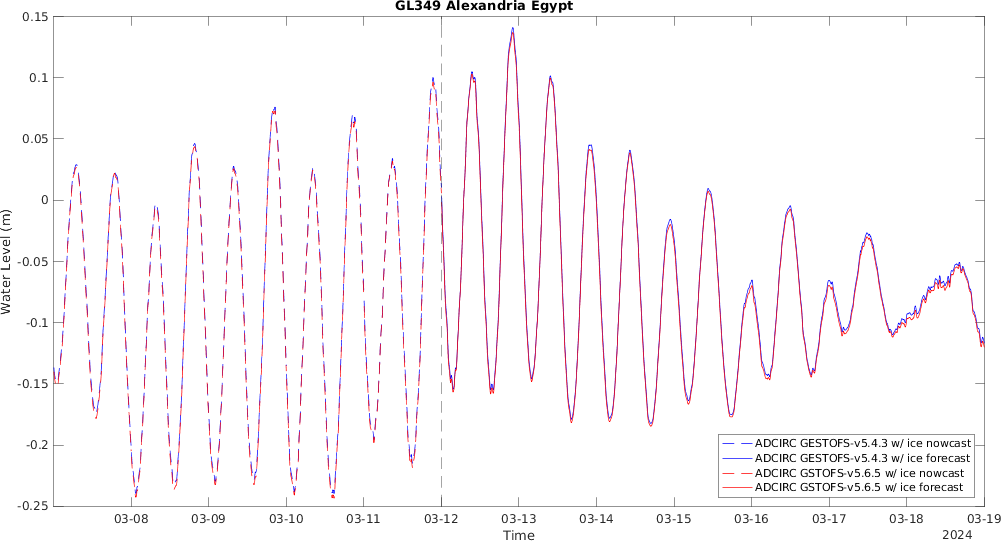 GL349 Alexandria Egypt
0.15
0.1
0.05
0
-0.05
-0.1
-0.15
-0.2
-0.25
Water Level (m)
ADCIRC GESTOFS-v5.4.3 w/ ice nowcast
ADCIRC GESTOFS-v5.4.3 w/ ice forecast
ADCIRC GSTOFS-v5.6.5 w/ ice nowcast
ADCIRC GSTOFS-v5.6.5 w/ ice forecast
03-08 03-09 03-10 03-11 03-12 03-13 03-14 03-15 03-16 03-17 03-18 03-19
Time
2024